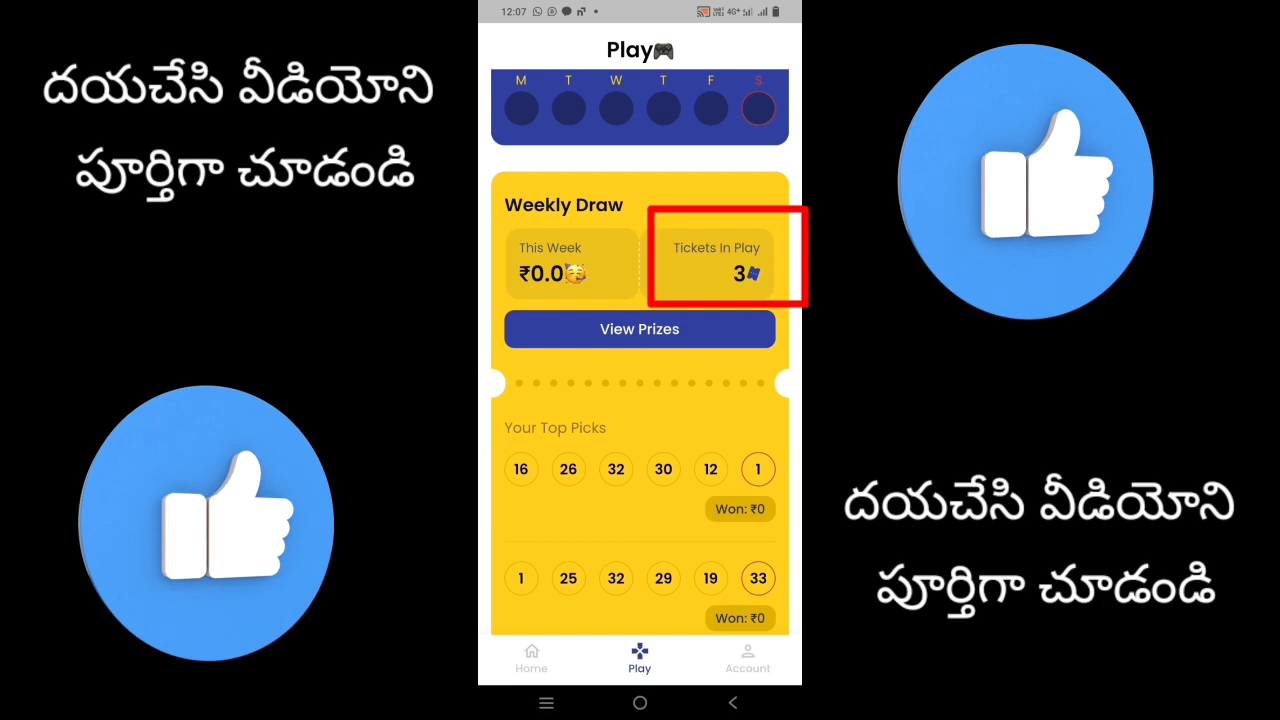 దయచేసి వీడియోని
పూర్తిగా చూడండి
12:07
4G+
Play🎮
M T W T F S
Weekly Draw
This Week
₹0.0🥳
Tickets In Play
3
View Prizes
Your Top Picks
16 26 32 30 12 1
Won: ₹0
1 25 32 29 19 33
Won: ₹0
Home Play Account
దయచేసి వీడియోని
పూర్తిగా చూడండి